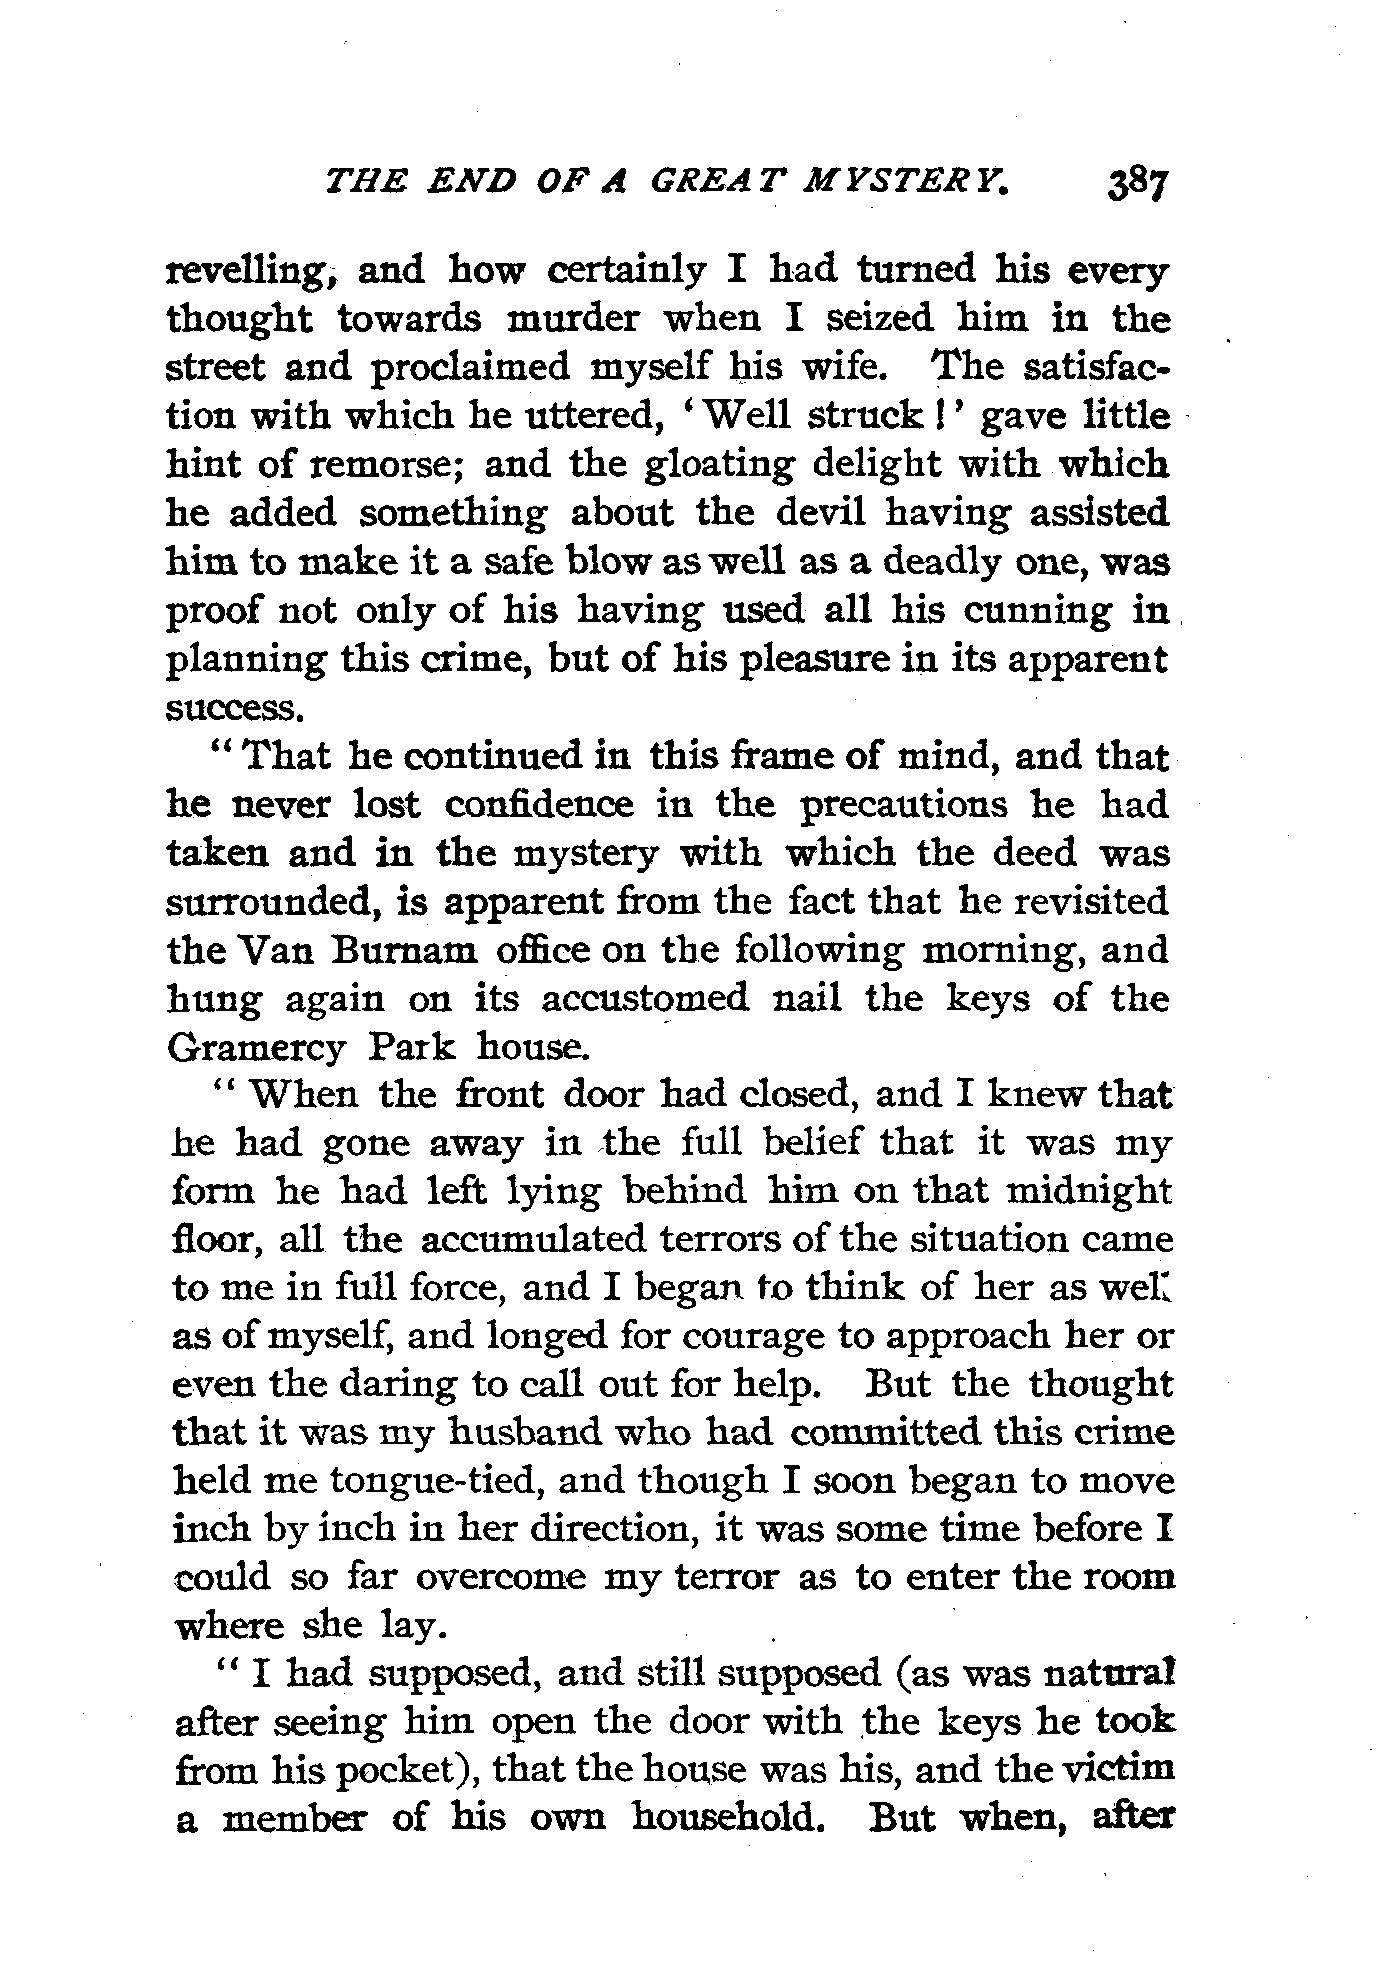 THE END OF A GREAT MYSTERY. 387
revelling, and how certainly I had turned his every
thought towards murder when I seized him in the
street and proclaimed myself his wife. The satisfac-
tion with which he uttered, ‘Well struck!’ gave little
hint of remorse; and the gloating delight with which
he added something about the devil having assisted
him to make it a safe blow as well as a deadly one, was
proof not only of his having used all his cunning in
planning this crime, but of his pleasure in its apparent
success.
“That he continued in this frame of mind, and that
he never lost confidence in the precautions he had
taken and in the mystery with which the deed was
surrounded, is apparent from the fact that he revisited
the Van Burnam office on the following morning, and
hung again on its accustomed nail the keys of the
Gramercy Park house.
“When the front door had closed, and I knew that
he had gone away in the full belief that it was my
form he had left lying behind him on that midnight
floor, all the accumulated terrors of the situation came
to me in full force, and I began to think of her as well
as of myself, and longed for courage to approach her or
even the daring to call out for help. But the thought
that it was my husband who had committed this crime
held me tongue-tied, and though I soon began to move
inch by inch in her direction, it was some time before I
could so far overcome my terror as to enter the room
where she lay.
“I had supposed, and still supposed (as was natural
after seeing him open the door with the keys he took
from his pocket), that the house was his, and the victim
a member of his own household. But when, after